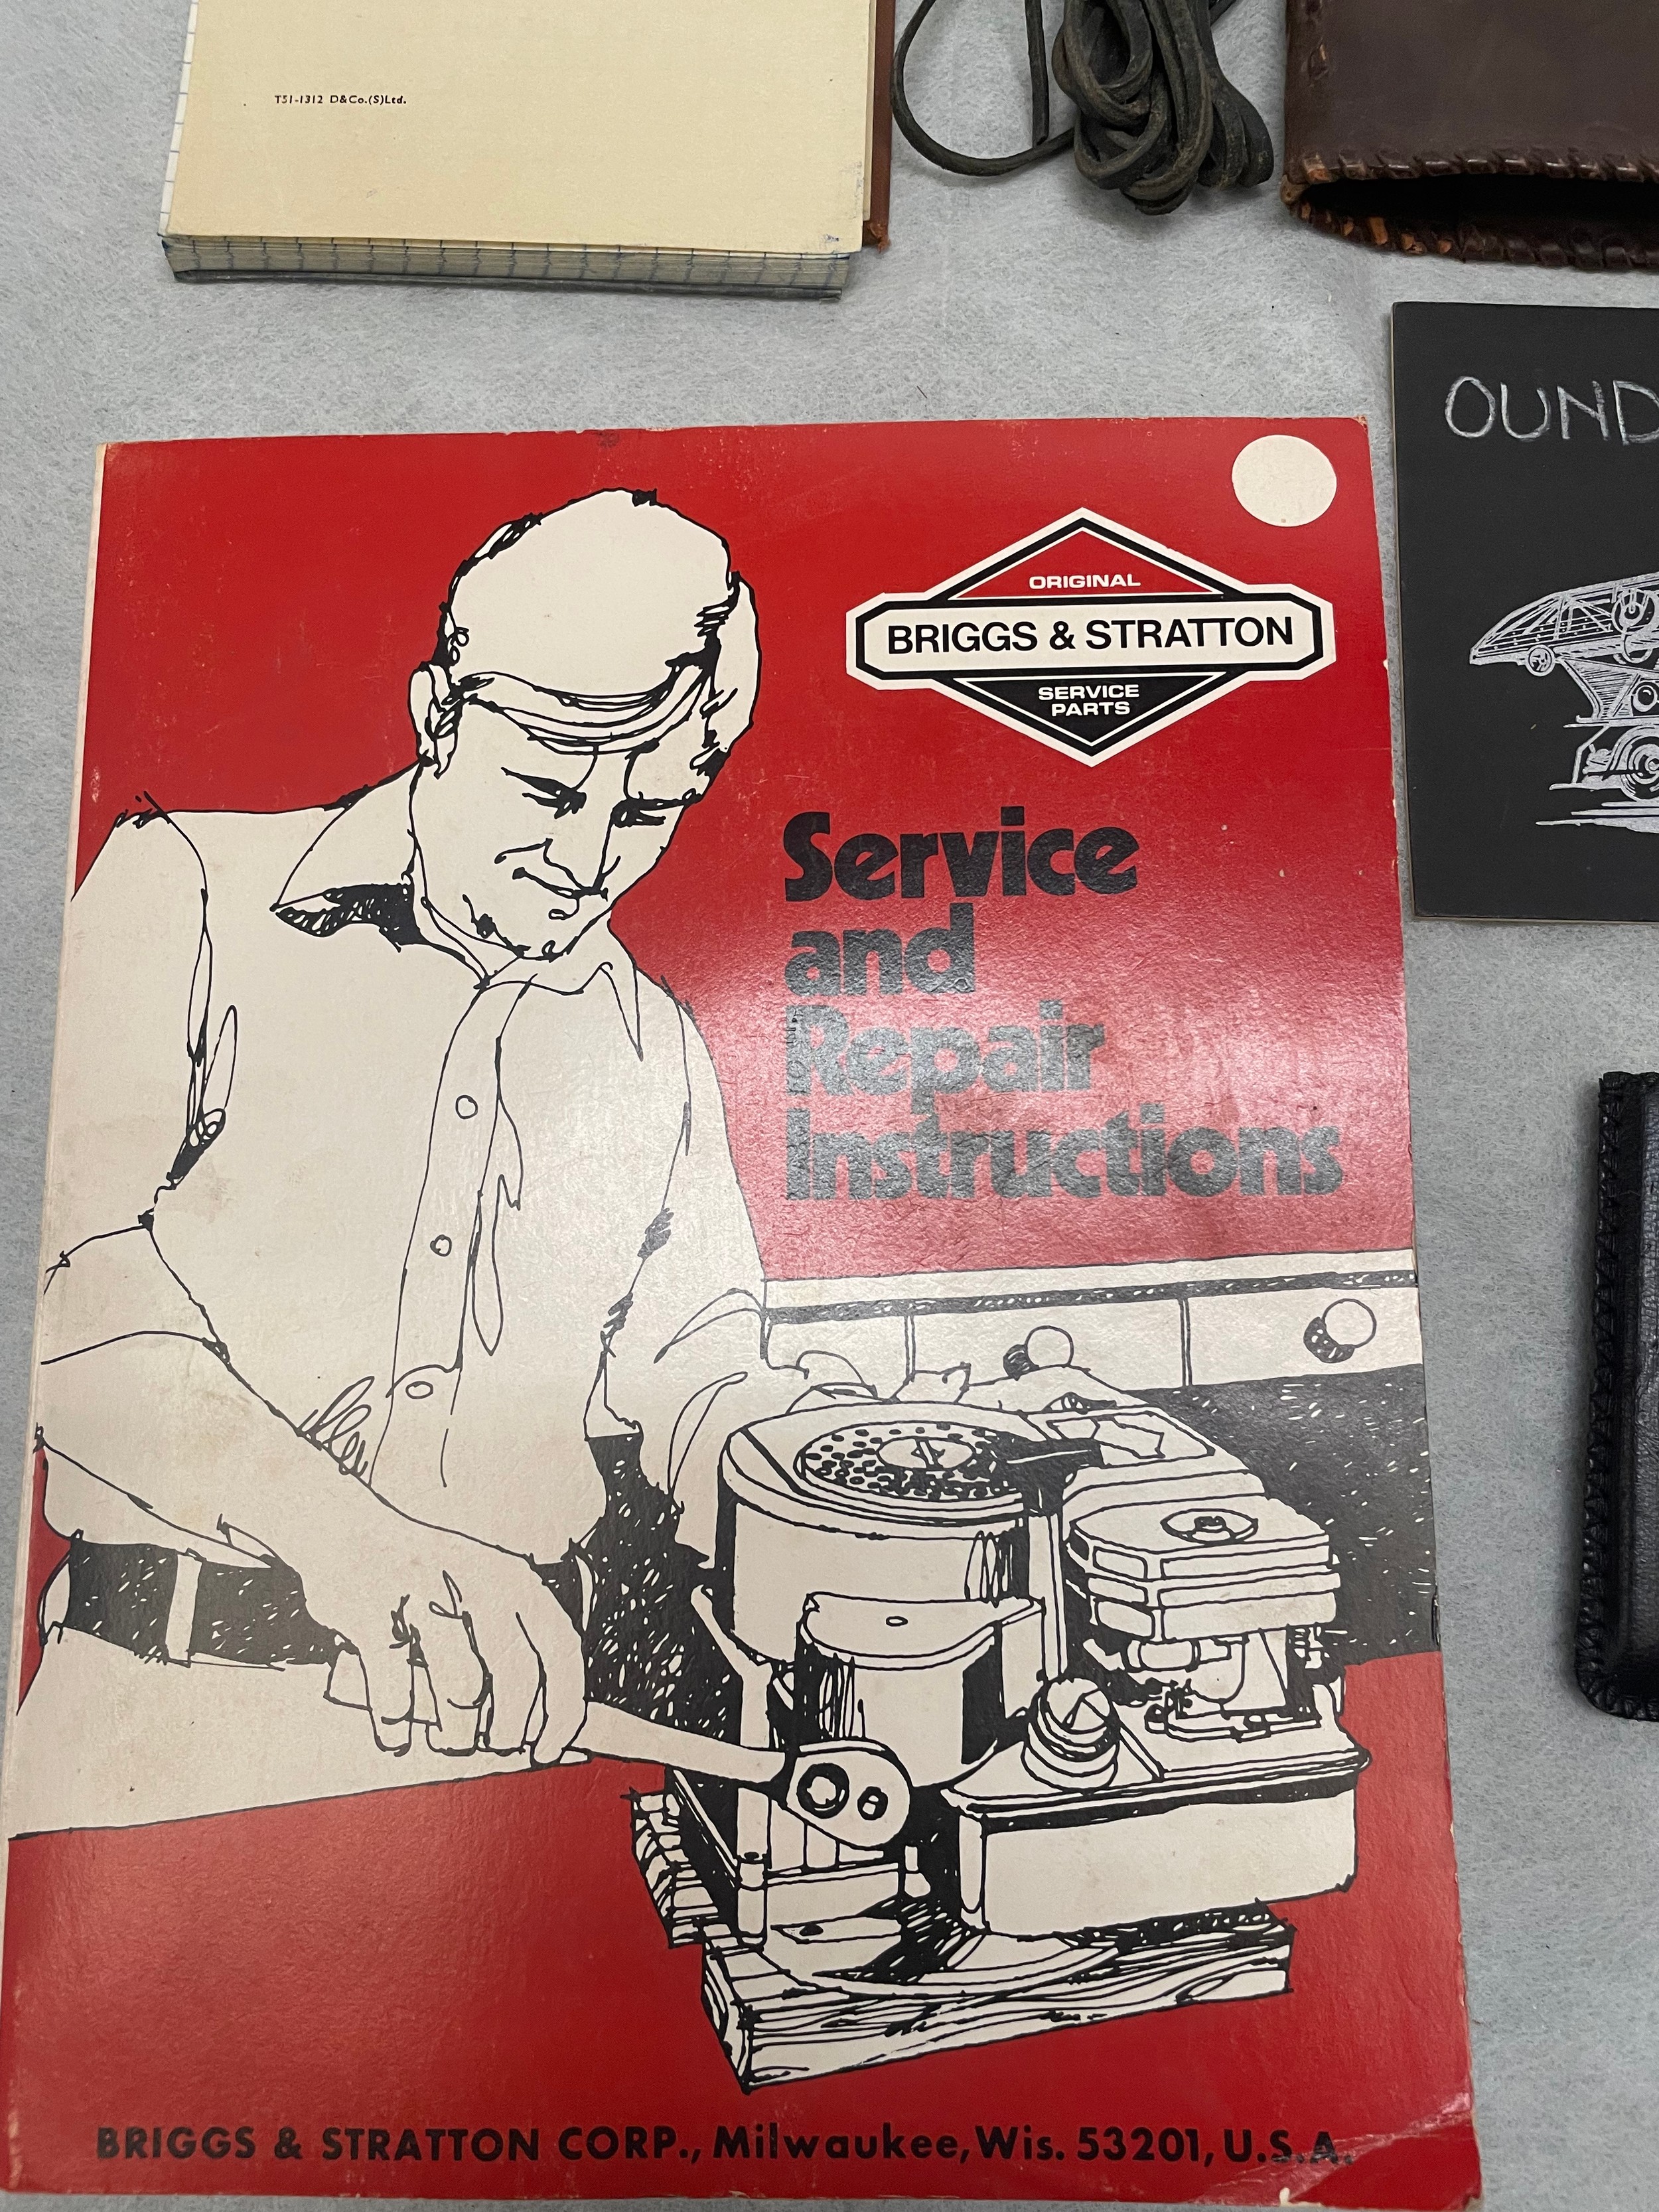 T51-1312 D&Co.(S)Ltd.
OUND
ORIGINAL
BRIGGS & STRATTON
SERVICE
PARTS
Service
and
Repair
Instructions
BRIGGS & STRATTON CORP., Milwaukee, Wis. 53201, U.S.A.